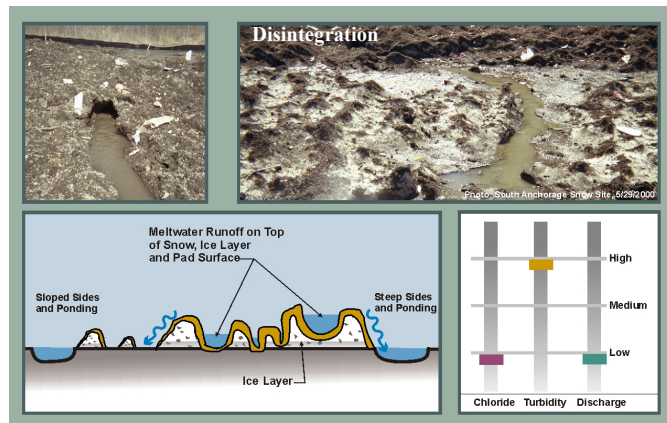 Disintegration
Photo, South Anchorage Snow Site, 5/29/2000
Meltwater Runoff on Top
of Snow, Ice Layer
and Pad Surface
Sloped Sides
and Ponding
Steep Sides
and Ponding
Ice Layer
High
Medium
Low
Chloride Turbidity Discharge